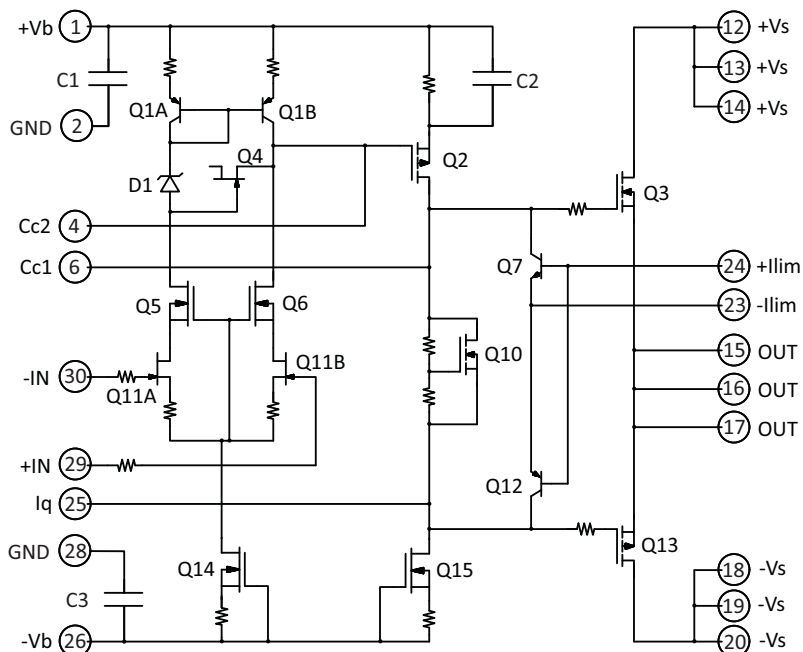 +Vb 1
12 +Vs
C1
C2
13 +Vs
Q1A Q1B
14 +Vs
GND 2
Q4
Q2
D1
Q3
Cc2 4
Cc1 6
Q7
24 +Ilim
Q5 Q6
23 -Ilim
Q10
15 OUT
-IN 30
Q11A
Q11B
16 OUT
17 OUT
+IN 29
Q12
Iq 25
GND 28
Q14
Q15
Q13
18 -Vs
C3
19 -Vs
-Vb 26
20 -Vs